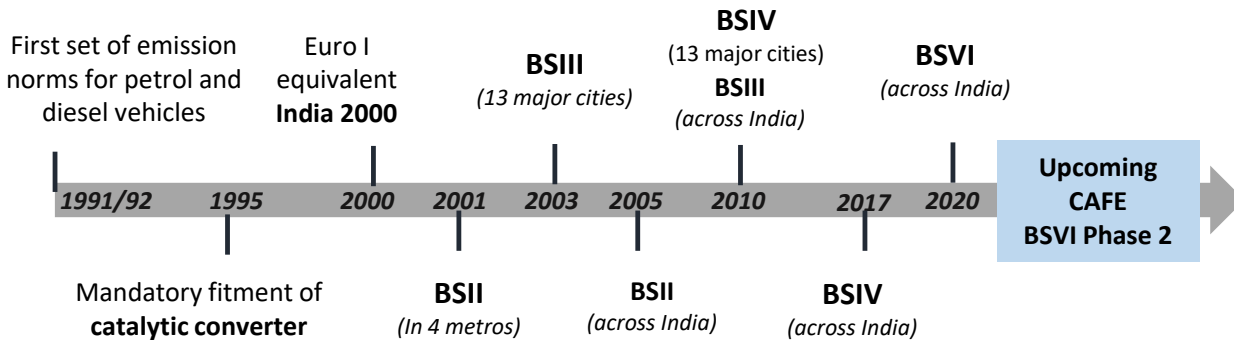 First set of emission
norms for petrol and
diesel vehicles
Euro I
equivalent
India 2000
BSIII
(13 major cities)
BSIV
(13 major cities)
BSIII
(across India)
BSVI
(across India)
1991/92
1995
2000
2001
2003
2005
2010
2017
2020
Upcoming
CAFE
BSVI Phase 2
Mandatory fitment of
catalytic converter
BSII
(In 4 metros)
BSII
(across India)
BSIV
(across India)